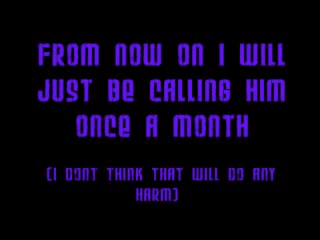 FROM NOW ON I WILL
JUST BE CALLING HIM
ONCE A MONTH
(I DONT THINK THAT WILL DO ANY
HARM)